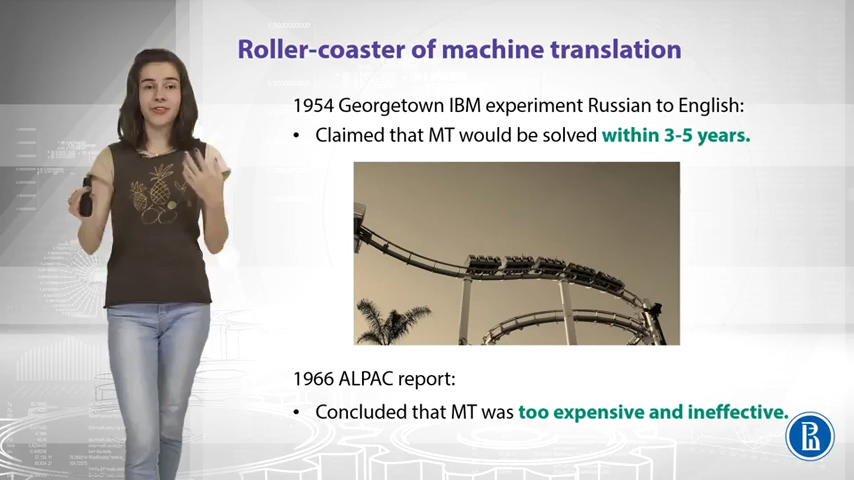 Roller-coaster of machine translation
1954 Georgetown IBM experiment Russian to English:
• Claimed that MT would be solved within 3-5 years.
1966 ALPAC report:
• Concluded that MT was too expensive and ineffective.